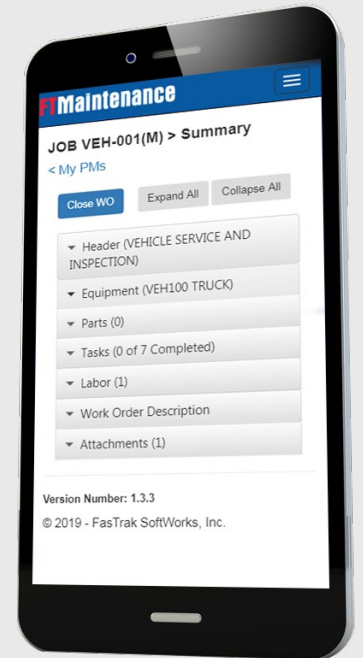 FTMaintenance
JOB VEH-001(M) > Summary
< My PMs
Close WO
Expand All
Collapse All
Header (VEHICLE SERVICE AND
INSPECTION)
Equipment (VEH100 TRUCK)
Parts (0)
Tasks (0 of 7 Completed)
Labor (1)
Work Order Description
Attachments (1)
Version Number: 1.3.3
© 2019 - FasTrak SoftWorks, Inc.